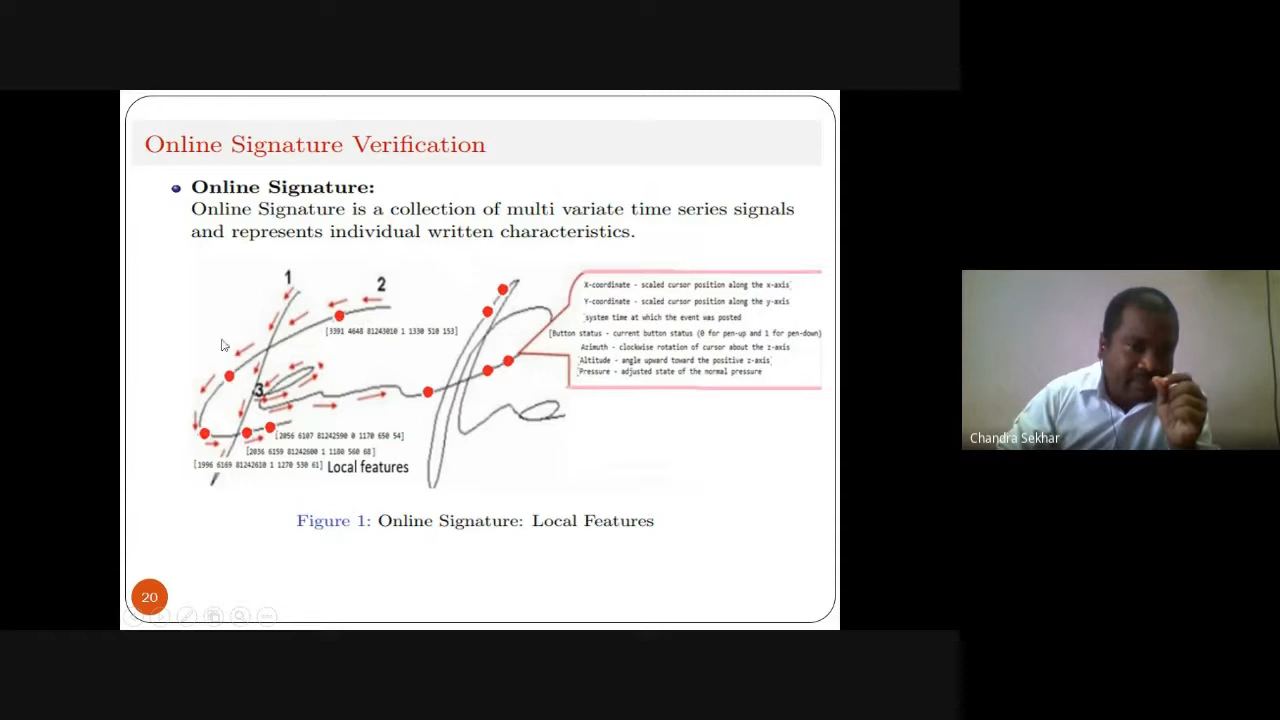 Online Signature Verification
Online Signature:
Online Signature is a collection of multi variate time series signals
and represents individual written characteristics.
1
2
[3391 4648 81243010 1 1330 510 153]
3
[2056 6107 81242590 0 1170 650 54]
[2036 6159 81242600 1 1180 560 68]
[1996 6169 81242610 1 1270 530 61] Local features
X-coordinate - scaled cursor position along the x-axis
Y-coordinate - scaled cursor position along the y-axis
system time at which the event was posted
[Button status - current button status (0 for pen-up and 1 for pen-down)
Azimuth - clockwise rotation of cursor about the z-axis
Altitude - angle upward toward the positive z-axis
Pressure - adjusted state of the normal pressure
Figure 1: Online Signature: Local Features
20
Chandra Sekhar